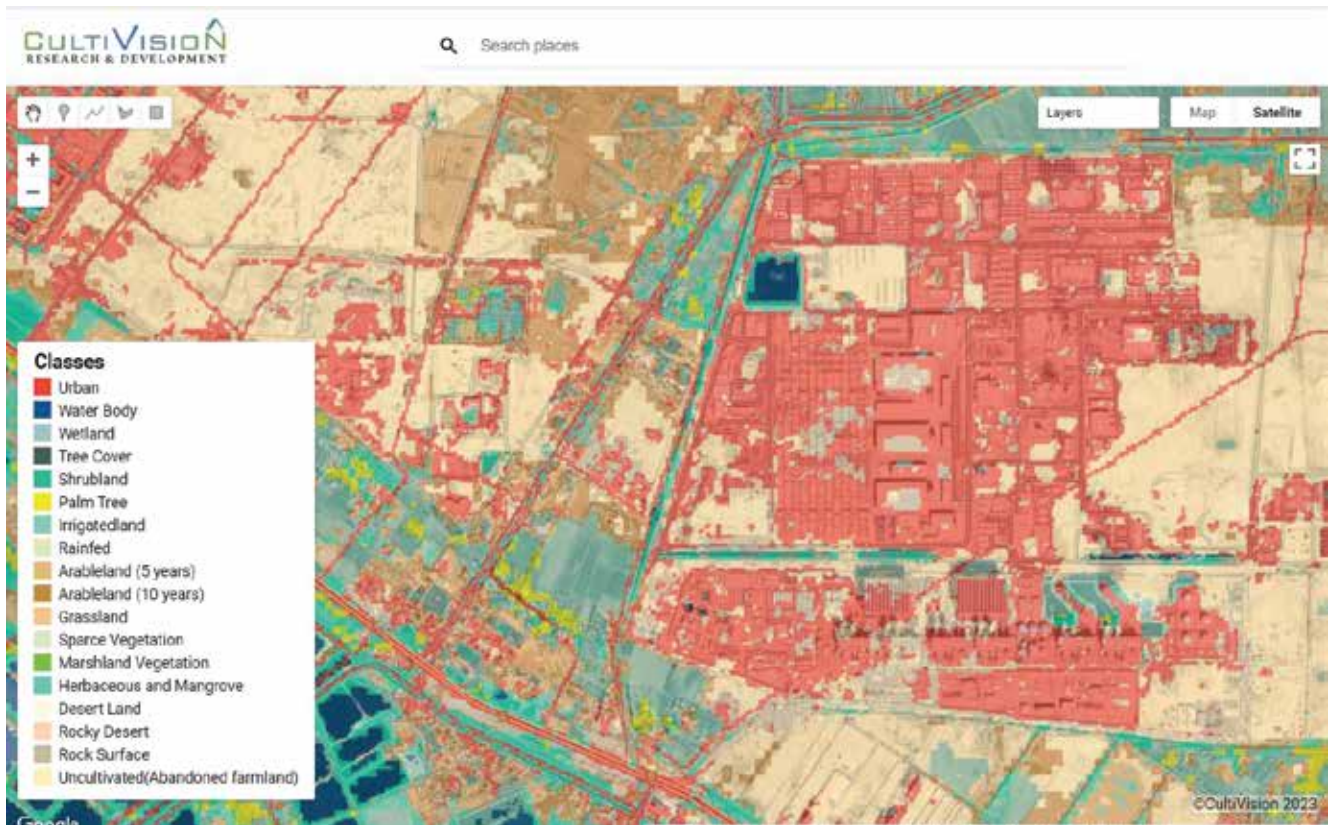 CULTIVISION
RESEARCH & DEVELOPMENT
Search places
Layers
Map
Satellite
+
−
Classes
Urban
Water Body
Wetland
Tree Cover
Shrubland
Palm Tree
Irrigatedland
Rainfed
Arableland (5 years)
Arableland (10 years)
Grassland
Sparce Vegetation
Marshland Vegetation
Herbaceous and Mangrove
Desert Land
Rocky Desert
Rock Surface
Uncultivated(Abandoned farmland)
Google
©CultiVision 2023